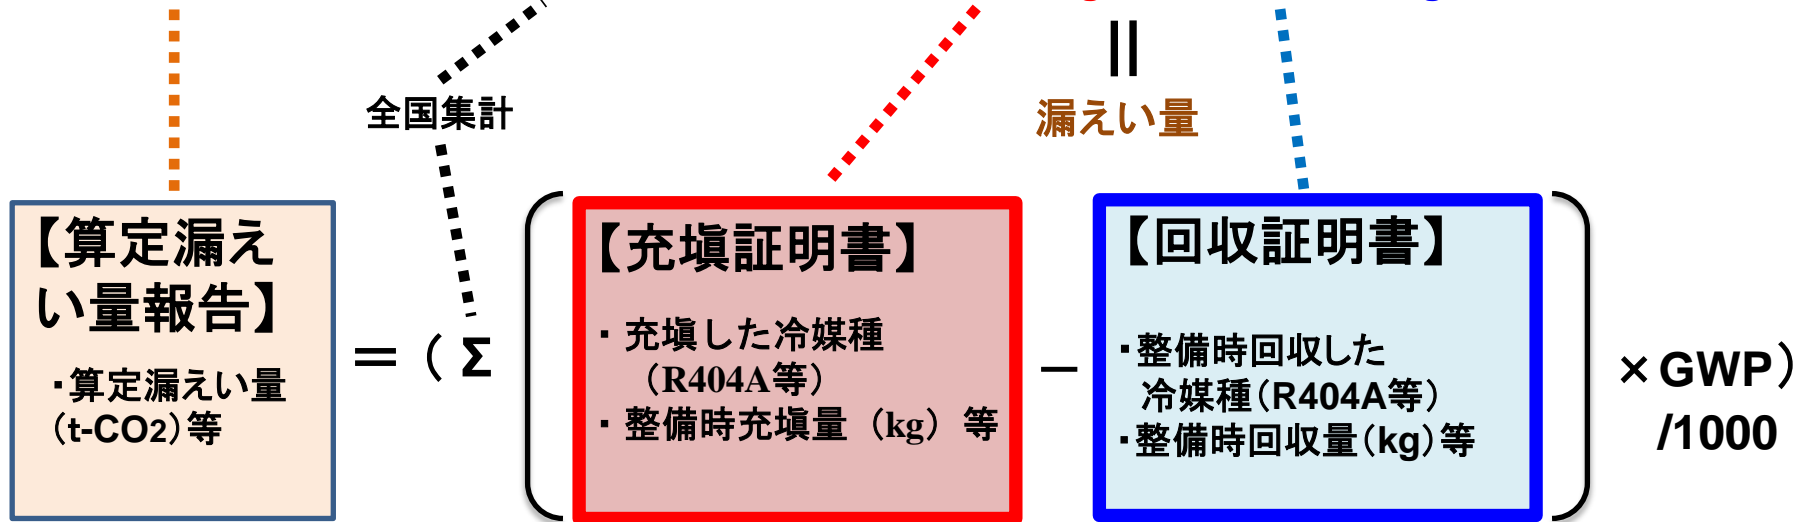 全国集計
||
漏えい量
【算定漏え
い量報告】
・算定漏えい量
(t-CO2)等
＝（ Σ
【充塡証明書】
・充塡した冷媒種
（R404A等）
・整備時充塡量（kg）等
－
【回収証明書】
・整備時回収した
冷媒種（R404A等）
・整備時回収量（kg）等
×GWP）
/1000